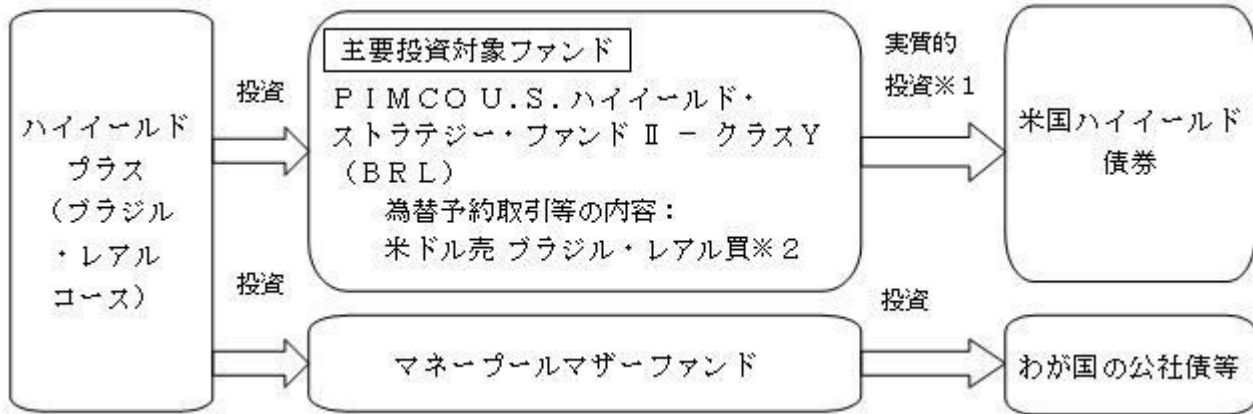 ハイイールド
プラス
（ブラジル
・レアル
コース）
投資
投資
主要投資対象ファンド
ＰＩＭＣＯ Ｕ.Ｓ.ハイイールド・
ストラテジー・ファンド Ⅱ － クラスＹ
（ＢＲＬ）
為替予約取引等の内容：
米ドル売 ブラジル・レアル買※２
マネープールマザーファンド
実質的
投資※１
投資
米国ハイイールド
債券
わが国の公社債等